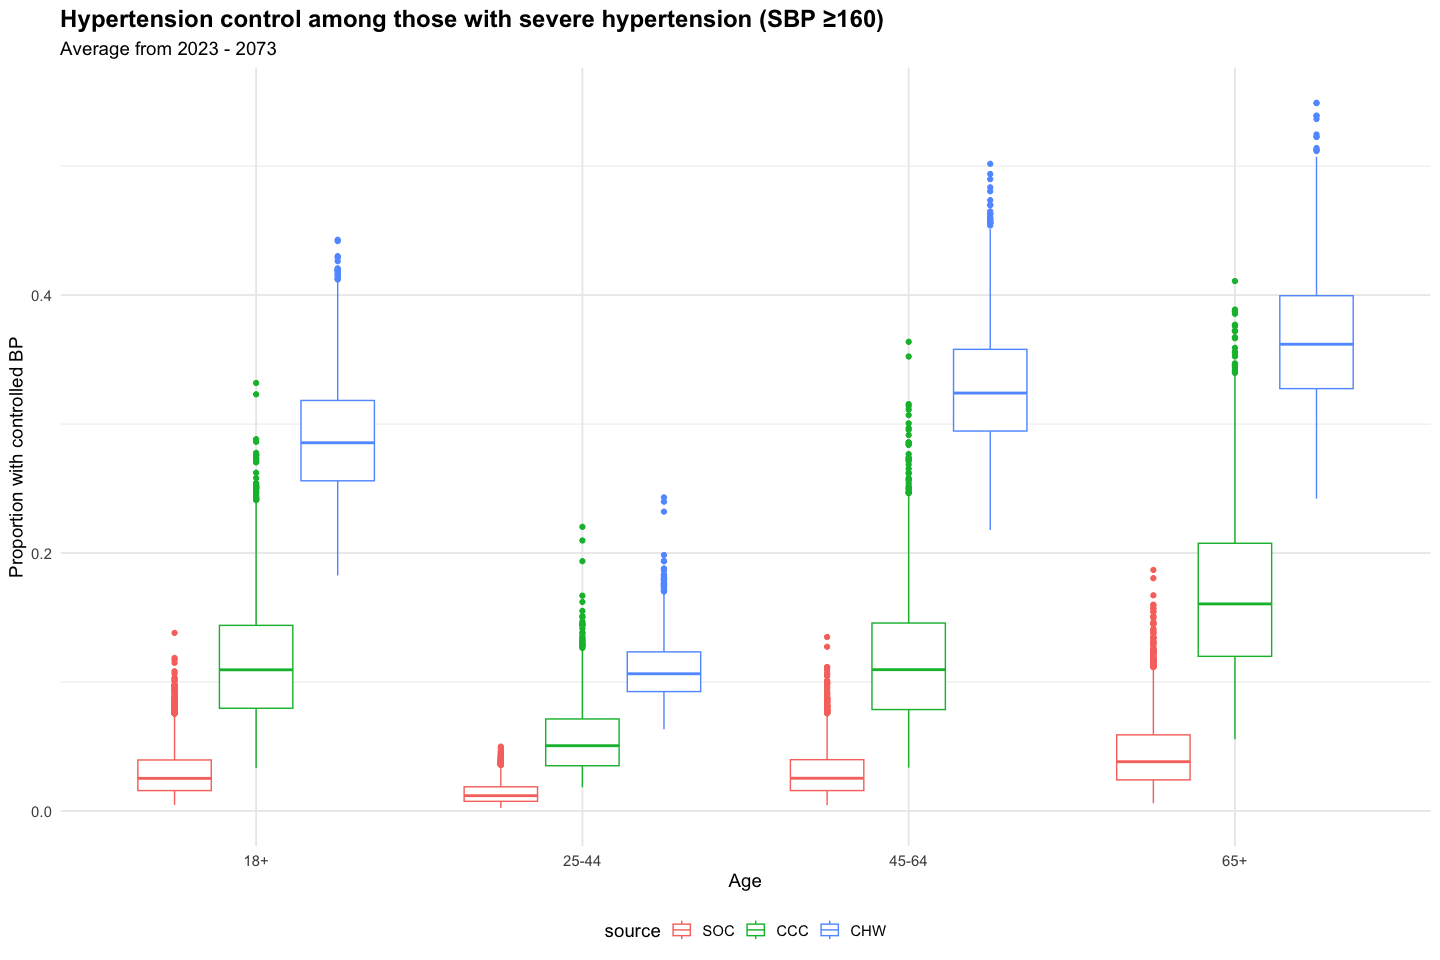 Hypertension control among those with severe hypertension (SBP ≥160)
Average from 2023 - 2073
Proportion with controlled BP
0.4
0.2
0.0
18+ 25-44 45-64 65+
Age
source SOC CCC CHW